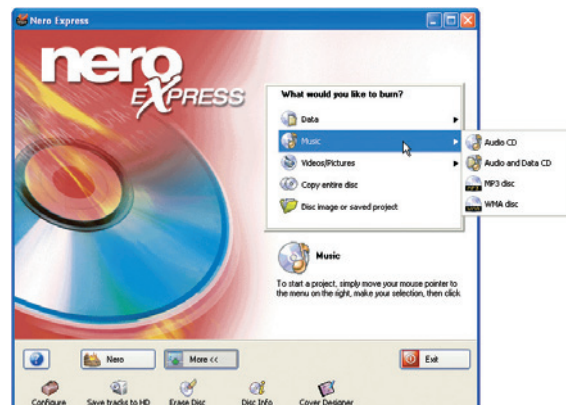 Nero Express
nero
EXPRESS
What would you like to burn?
Data
Music
Videos/Pictures
Copy entire disc
Disc image or saved project
Audio CD
Audio and Data CD
MP3 disc
WMA disc
Music
To start a project, simply move your mouse pointer to
the menu on the right, make your selection, then click
Nero
More <<
Exit
Configure
Save tracks to HD
Erase Disc
Disc Info
Cover Designer